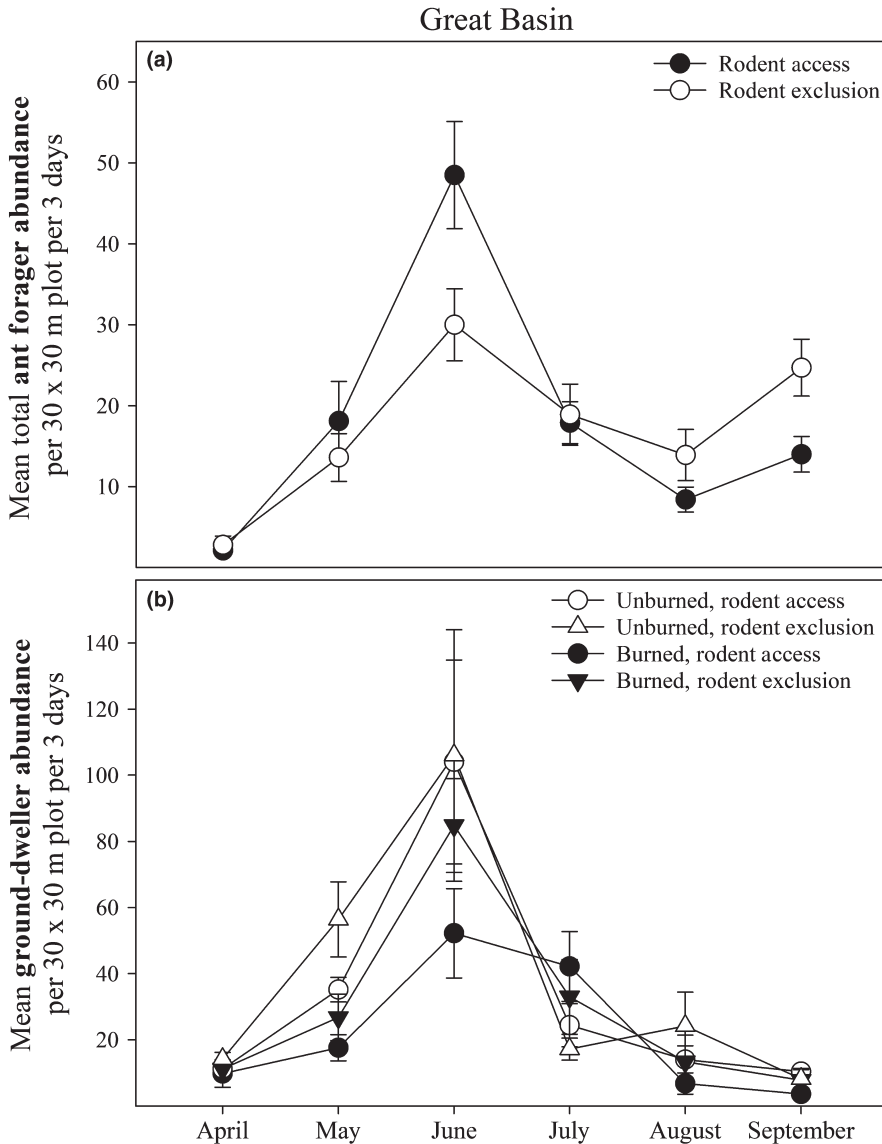 Great Basin
(a)
Rodent access
Rodent exclusion
60
50
40
30
20
10
Mean total ant forager abundance
per 30 x 30 m plot per 3 days
(b)
Unburned, rodent access
Unburned, rodent exclusion
Burned, rodent access
Burned, rodent exclusion
140
120
100
80
60
40
20
Mean ground-dweller abundance
per 30 x 30 m plot per 3 days
April May June July August September